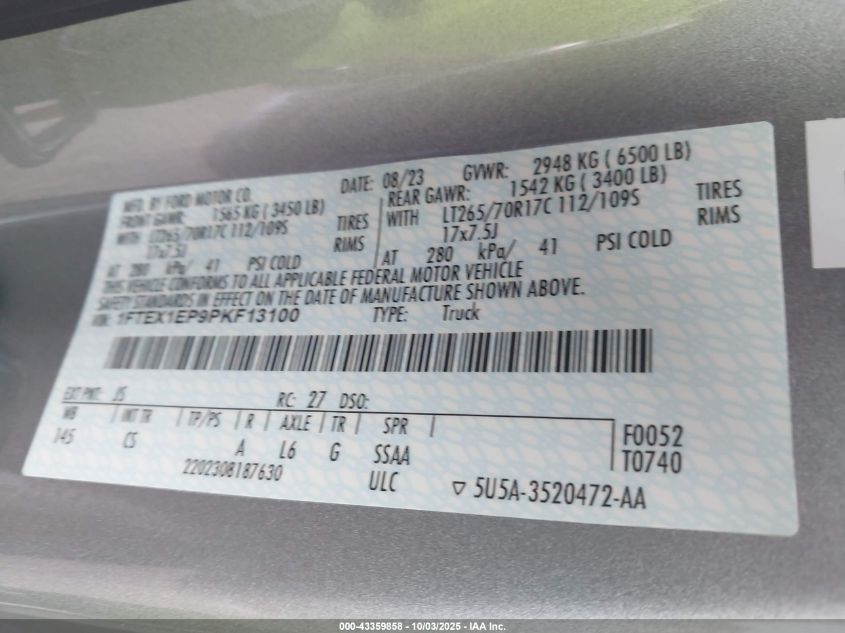 MFD. BY FORD MOTOR CO.
DATE: 08/23 GVWR: 2948 KG ( 6500 LB)
FRONT GAWR: 1565 KG ( 3450 LB)
WITH LT265/70R17C 112/109S TIRES
17x7.5J RIMS
AT 280 kPa/ 41 PSI COLD
REAR GAWR: 1542 KG ( 3400 LB)
WITH LT265/70R17C 112/109S TIRES
17x7.5J RIMS
AT 280 kPa/ 41 PSI COLD
THIS VEHICLE CONFORMS TO ALL APPLICABLE FEDERAL MOTOR VEHICLE
SAFETY STANDARDS IN EFFECT ON THE DATE OF MANUFACTURE SHOWN ABOVE.
VIN: 1FTEX1EP9PKF13100 TYPE: Truck
EXT PNT: JS RC: 27 DSO:
WB INT TR TP/PS R AXLE TR SPR
145 CS A L6 G SSAA
F0052
T0740
2202308187630 ULC
5U5A-3520472-AA
000-43359858 - 10/03/2025 - IAA Inc.